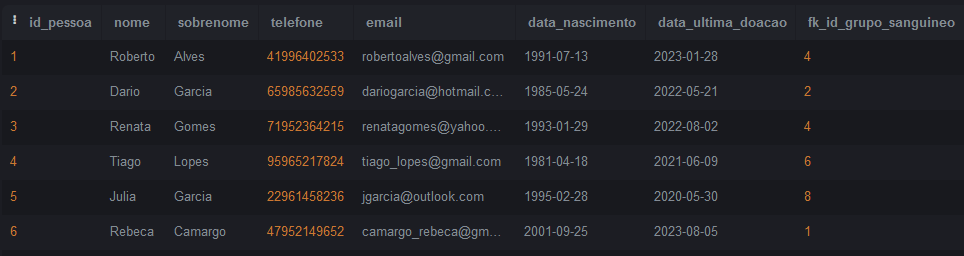 id_pessoa nome sobrenome telefone email data_nascimento data_ultima_doacao fk_id_grupo_sanguineo
1 Roberto Alves 41996402533 robertoalves@gmail.com 1991-07-13 2023-01-28 4
2 Dario Garcia 65985632559 dariogarcia@hotmail.c... 1985-05-24 2022-05-21 2
3 Renata Gomes 71952364215 renatagomes@yahoo.... 1993-01-29 2022-08-02 4
4 Tiago Lopes 95965217824 tiago_lopes@gmail.com 1981-04-18 2021-06-09 6
5 Julia Garcia 22961458236 jgarcia@outlook.com 1995-02-28 2020-05-30 8
6 Rebeca Camargo 47952149652 camargo_rebeca@gm... 2001-09-25 2023-08-05 1